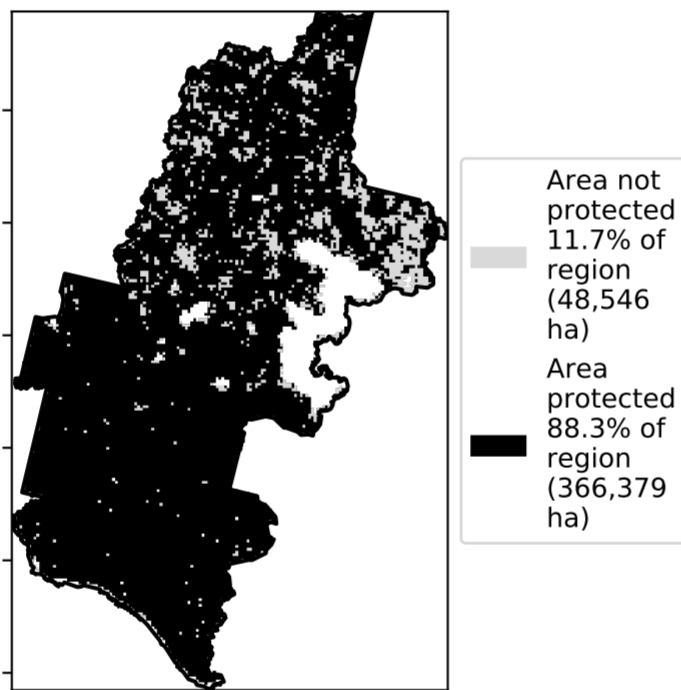 Area not
protected
11.7% of
region
(48,546
ha)
Area
protected
88.3% of
region
(366,379
ha)